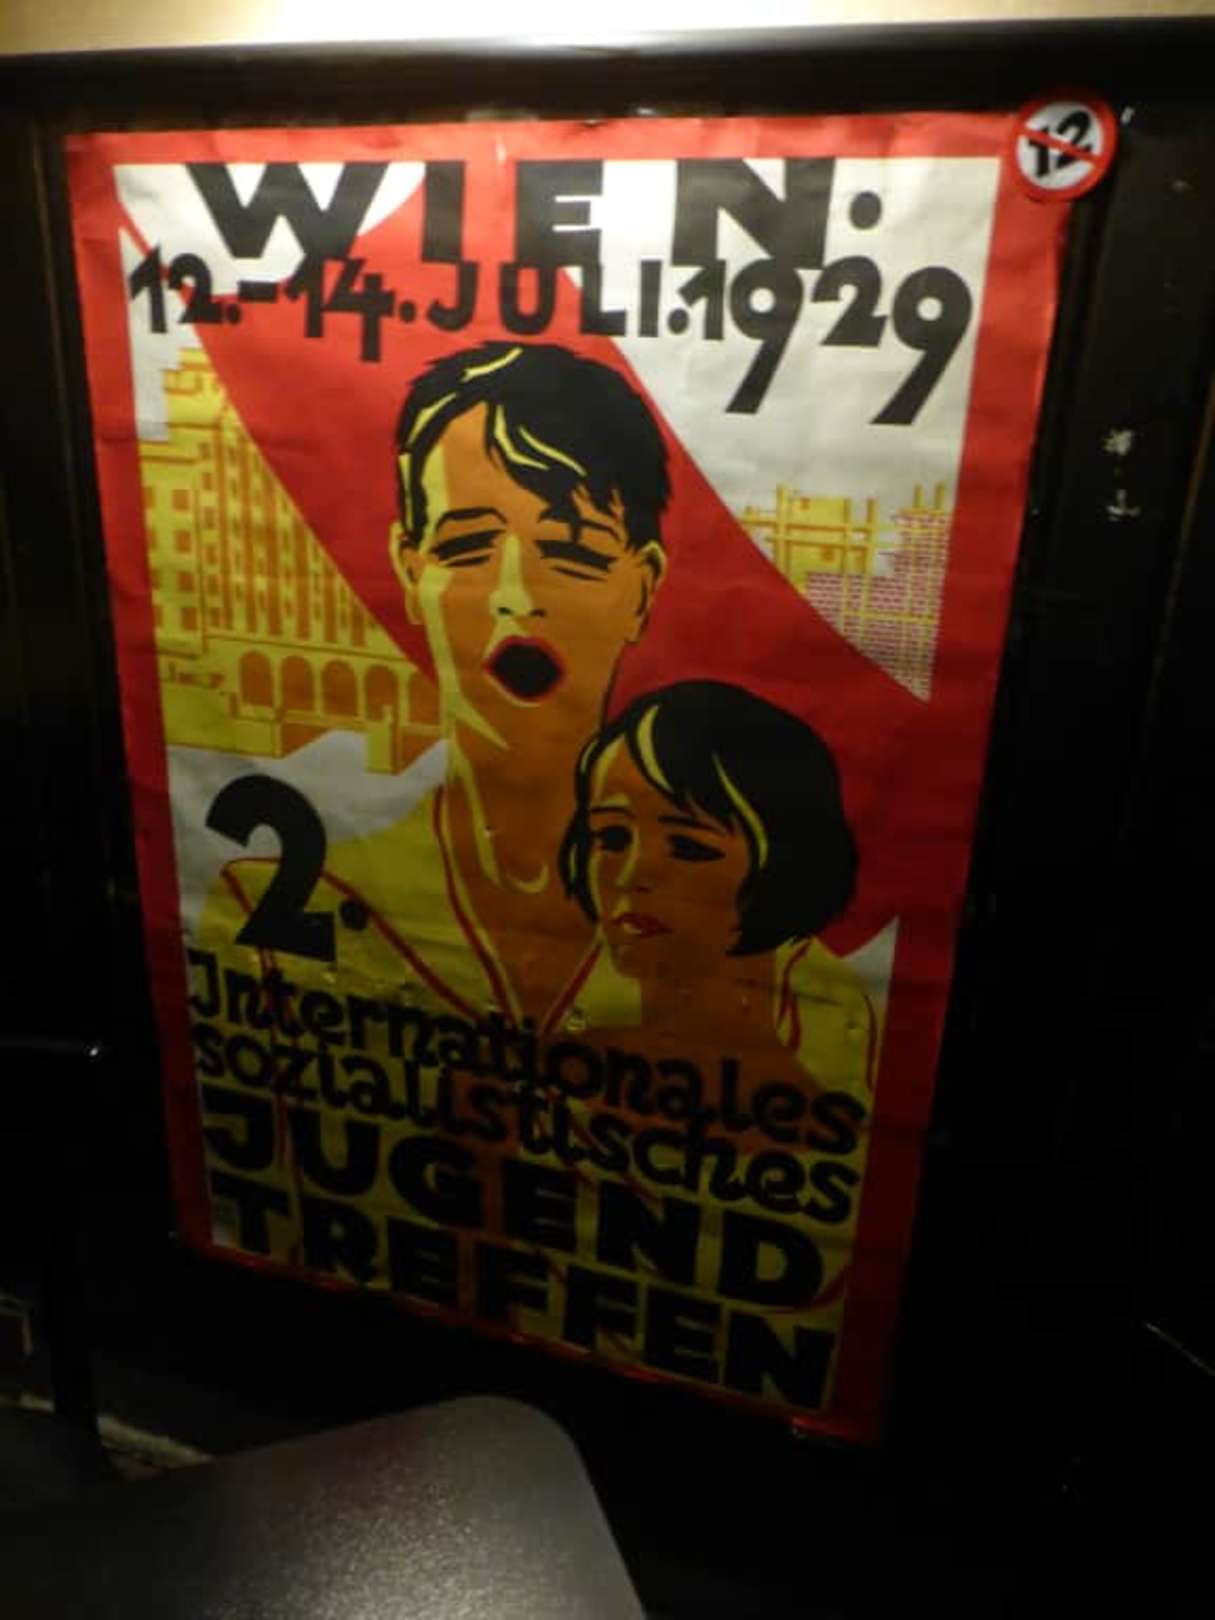 WIEN.
12.-14. JULI. 1929
12
2.
Internationales
sozialistisches
JUGEND
TREFFEN